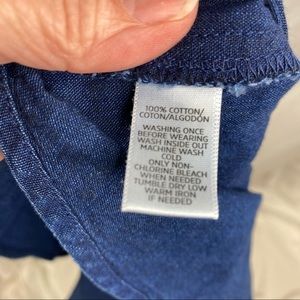 100% COTTON/
COTON/ALGODÓN
WASHING ONCE
BEFORE WEARING
WASH INSIDE OUT
MACHINE WASH
COLD
ONLY NON-
CHLORINE BLEACH
WHEN NEEDED
TUMBLE DRY LOW
WARM IRON
IF NEEDED